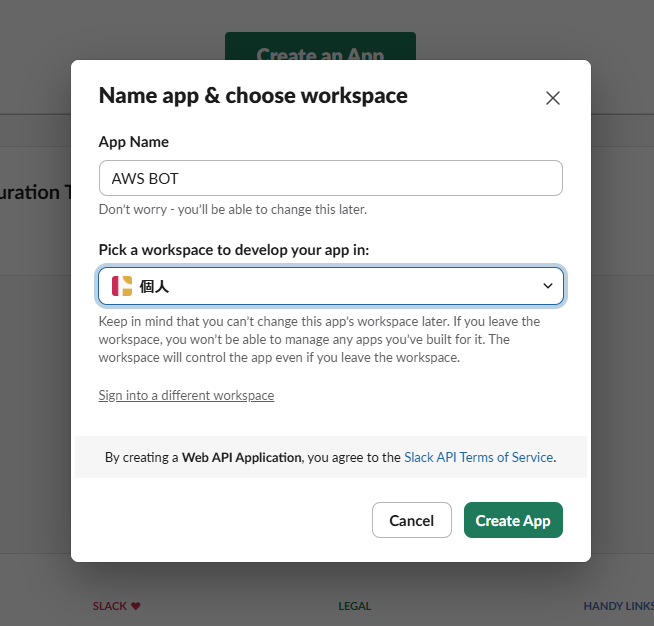 Create an App
Name app & choose workspace
uration T
App Name
AWS BOT
Don't worry - you'll be able to change this later.
Pick a workspace to develop your app in:
個人
Keep in mind that you can't change this app's workspace later. If you leave the
workspace, you won't be able to manage any apps you've built for it. The
workspace will control the app even if you leave the workspace.
Sign into a different workspace
By creating a Web API Application, you agree to the Slack API Terms of Service.
Cancel
Create App
SLACK
LEGAL
HANDY LINKS